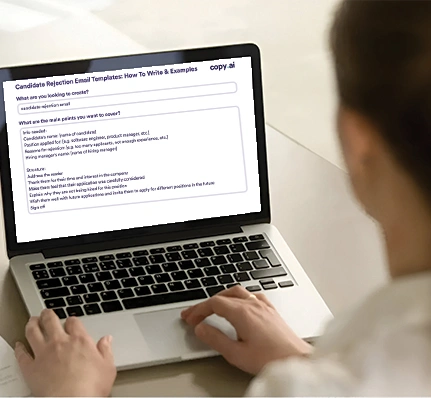 Candidate Rejection Email Templates: How To Write & Examples
copy.ai
What are you looking to create?
candidate rejection email
What are the main points you want to cover?
Info needed:
Candidate's name [name of candidate]
Position applied for [e.g. software engineer, product manager, etc.]
Reasons for rejection [e.g. too many applicants, not enough experience, etc.]
Hiring manager's name [name of hiring manager]
Structure:
Address the reader
Thank them for their time and interest in the company
Make them feel that their application was carefully considered
Explain why they are not being hired for this position
Wish them well with future applications and invite them to apply for different positions in the future
Sign off